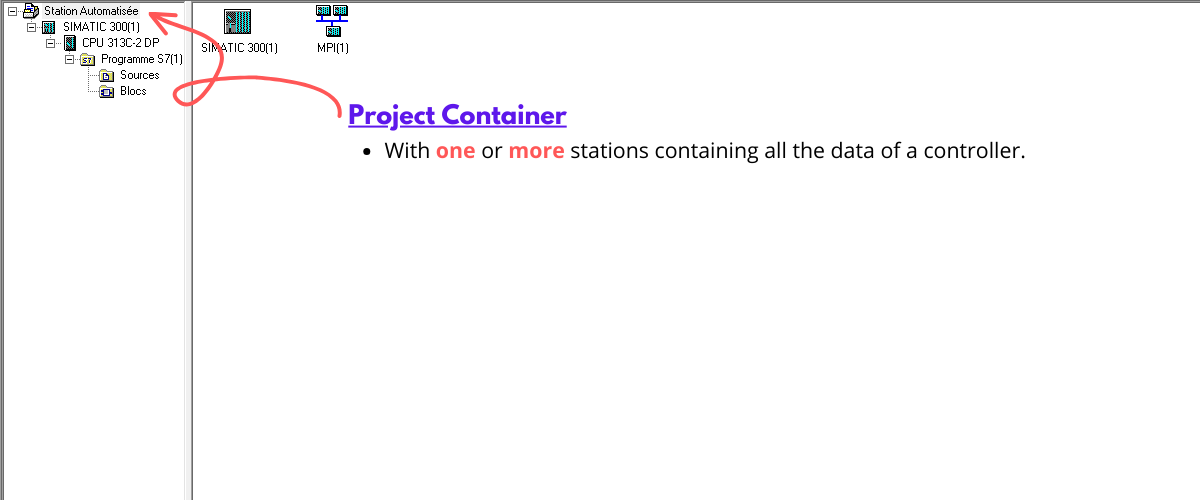 Station Automatisée
SIMATIC 300(1)
CPU 313C-2 DP
S7 Programme S7(1)
Sources
Blocs
SIMATIC 300(1) MPI(1)
Project Container
• With one or more stations containing all the data of a controller.